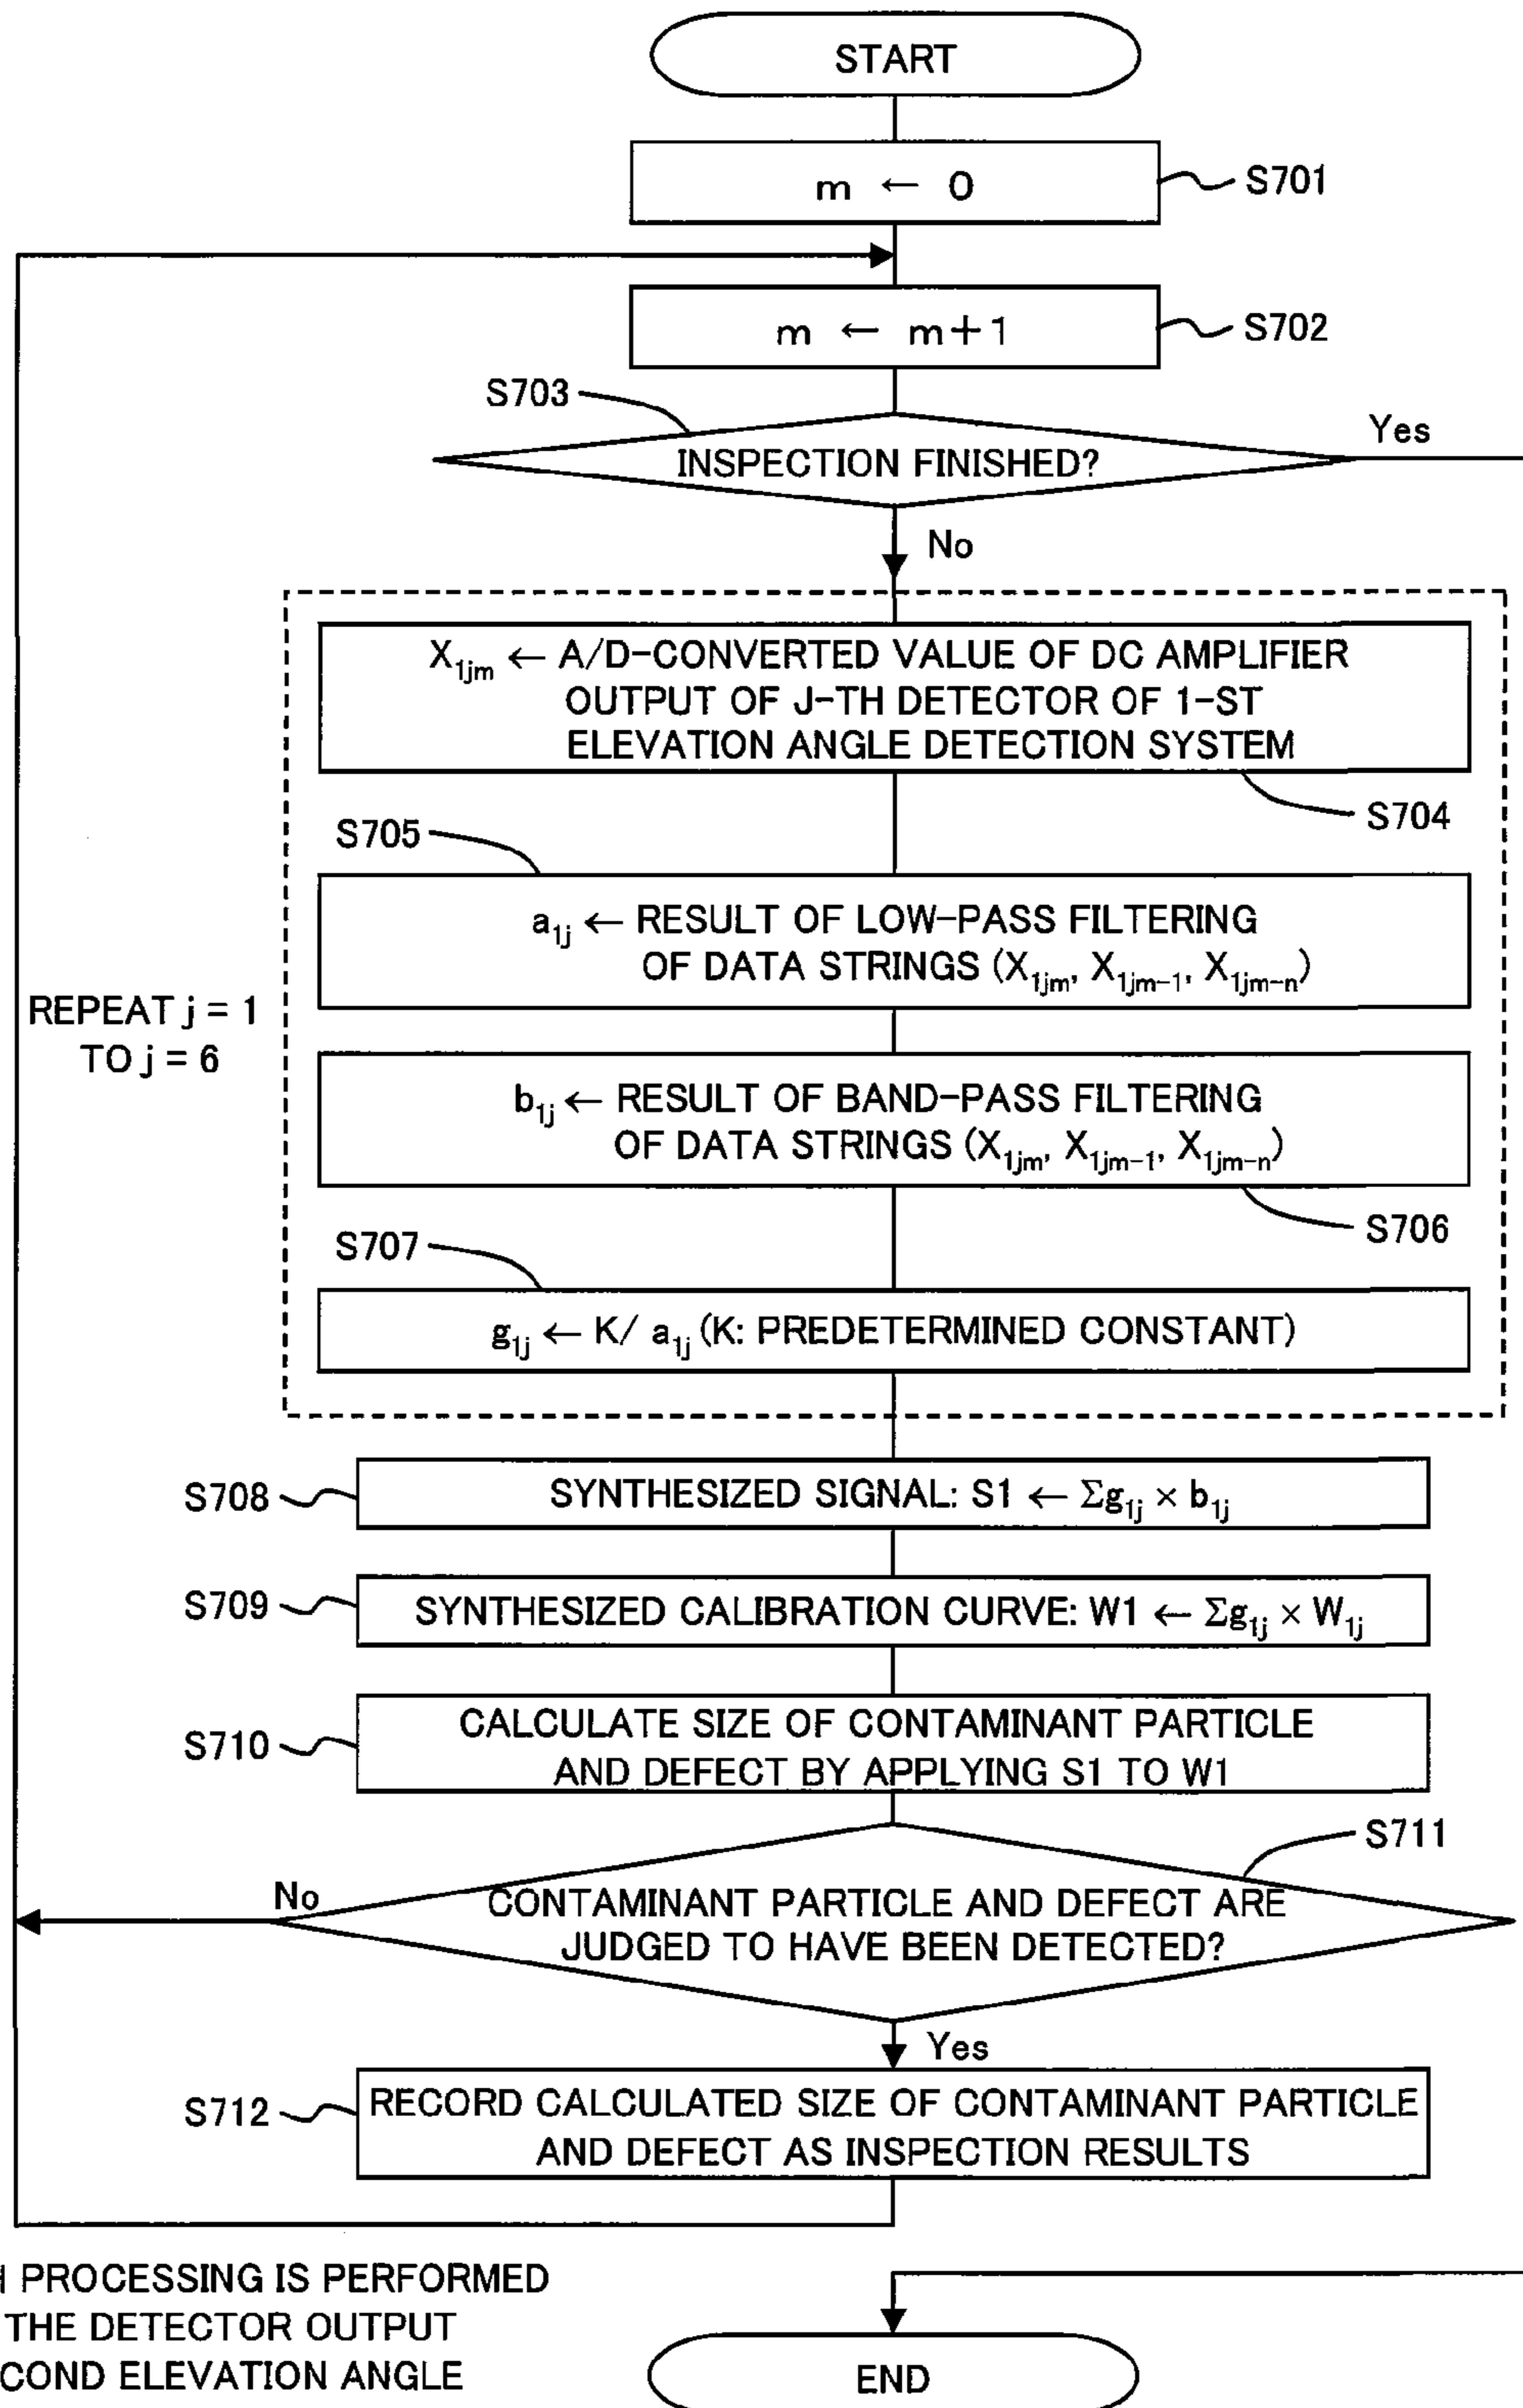 START
m ← 0
S701
m ← m+1
S702
S703
INSPECTION FINISHED?
Yes
No
X1jm ← A/D-CONVERTED VALUE OF DC AMPLIFIER
OUTPUT OF J-TH DETECTOR OF 1-ST
ELEVATION ANGLE DETECTION SYSTEM
S704
S705
a1j ← RESULT OF LOW-PASS FILTERING
OF DATA STRINGS (X1jm, X1jm-1, X1jm-n)
REPEAT j = 1
TO j = 6
b1j ← RESULT OF BAND-PASS FILTERING
OF DATA STRINGS (X1jm, X1jm-1, X1jm-n)
S706
S707
g1j ← K/ a1j (K: PREDETERMINED CONSTANT)
S708
SYNTHESIZED SIGNAL: S1 ← Σg1j × b1j
S709
SYNTHESIZED CALIBRATION CURVE: W1 ← Σg1j × W1j
S710
CALCULATE SIZE OF CONTAMINANT PARTICLE
AND DEFECT BY APPLYING S1 TO W1
S711
No
CONTAMINANT PARTICLE AND DEFECT ARE
JUDGED TO HAVE BEEN DETECTED?
Yes
S712
RECORD CALCULATED SIZE OF CONTAMINANT PARTICLE
AND DEFECT AS INSPECTION RESULTS
PROCESSING IS PERFORMED
THE DETECTOR OUTPUT
ELEVATION ANGLE
END